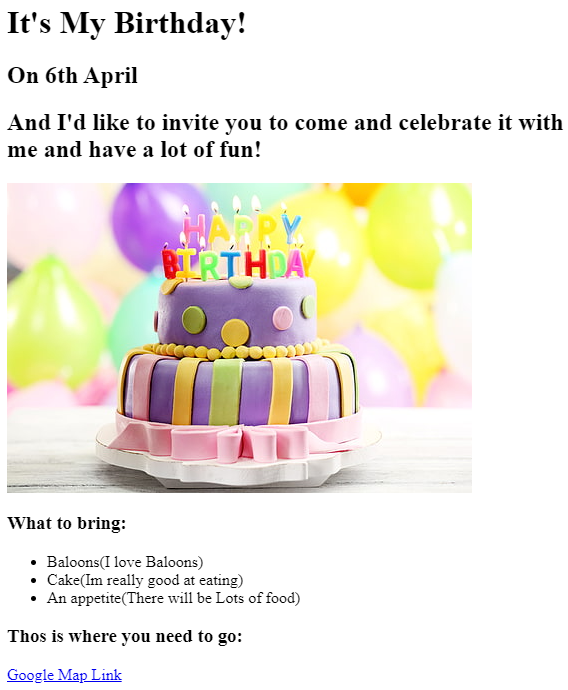 It's My Birthday!
On 6th April
And I'd like to invite you to come and celebrate it with
me and have a lot of fun!
HAPPY
BIRTHDAY
What to bring:
Baloons(I love Baloons)
Cake(Im really good at eating)
An appetite(There will be Lots of food)
Thos is where you need to go:
Google Map Link